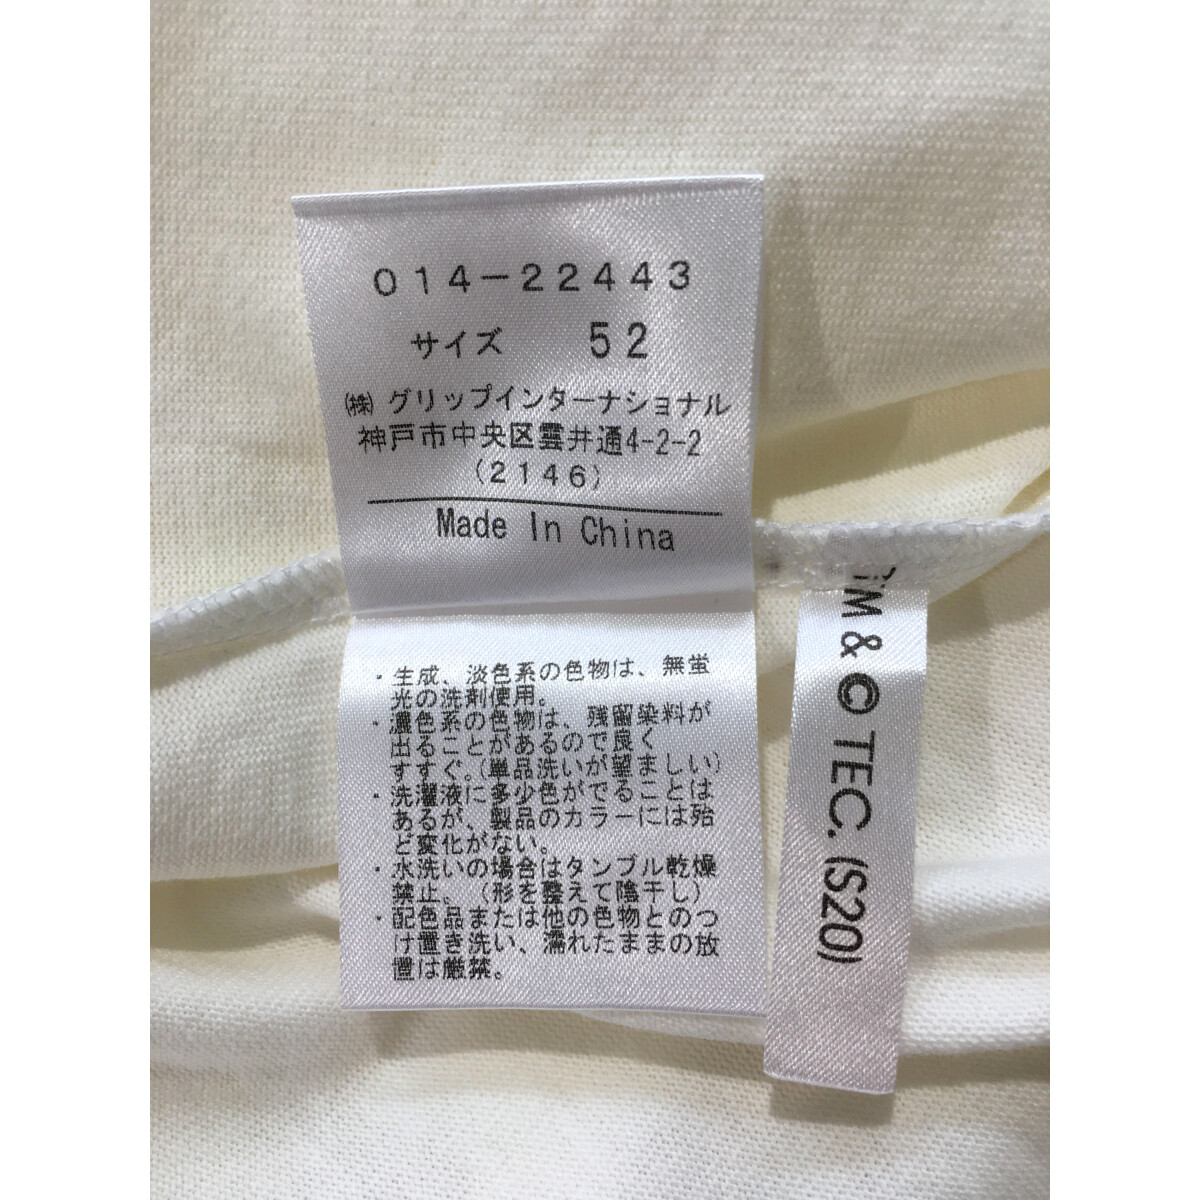 014-22443
サイズ 52
㈱グリップインターナショナル
神戸市中央区雲井通4-2-2
(2146)
Made In China
・生成、淡色系の色物は、無蛍
光の洗剤使用。
・濃色系の色物は、残留染料が
出ることがあるので良く
すすぐ。(単品洗いが望ましい)
・洗濯液に多少色がでることは
あるが、製品のカラーには殆
ど変化がない。
・水洗いの場合はタンブル乾燥
禁止。(形を整えて陰干し)
・配色品または他の色物とのつ
け置き洗い、濡れたままの放
置は厳禁。
TM & © TEC. (S20)